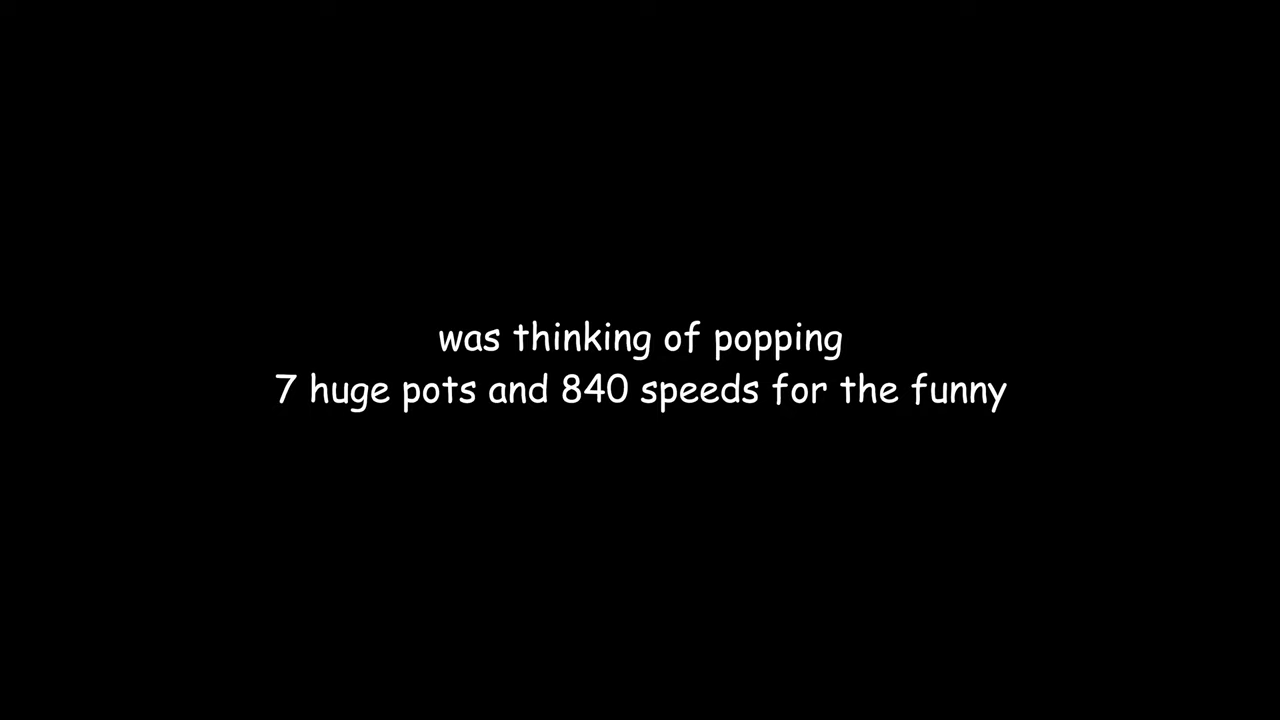 was thinking of popping
7 huge pots and 840 speeds for the funny